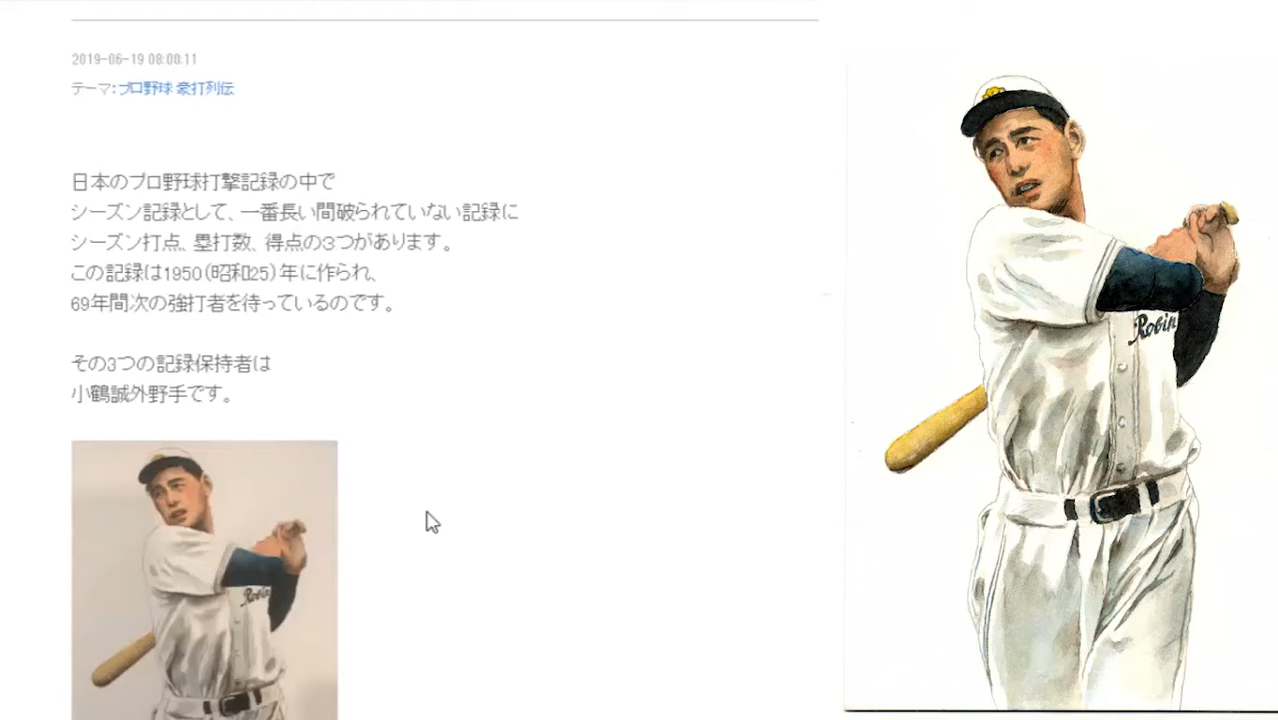 2019-06-19 08:00:11
テーマ：プロ野球 豪打列伝
日本のプロ野球打撃記録の中で
シーズン記録として、一番長い間破られていない記録に
シーズン打点、塁打数、得点の３つがあります。
この記録は1950（昭和25）年に作られ、
69年間次の強打者を待っているのです。
その3つの記録保持者は
小鶴誠外野手です。
Robin
Robin